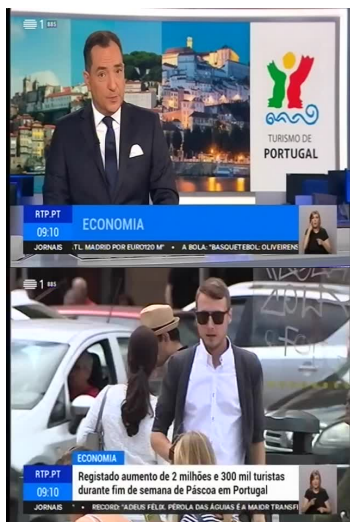 1
TURISMO DE
PORTUGAL
RTP.PT
ECONOMIA
09:10
JORNAIS .TL. MADRID POR EURO120 M" • A BOLA: "BASQUETEBOL, OLIVEIRENS
1
ECONOMIA
RTP.PT
Registado aumento de 2 milhões e 300 mil turistas
09:10
durante fim de semana de Páscoa em Portugal
JORNAIS • RECORD: "ADEUS FÉLIX. PÉROLA DAS ÁGUIAS É A MAIOR TRANSF